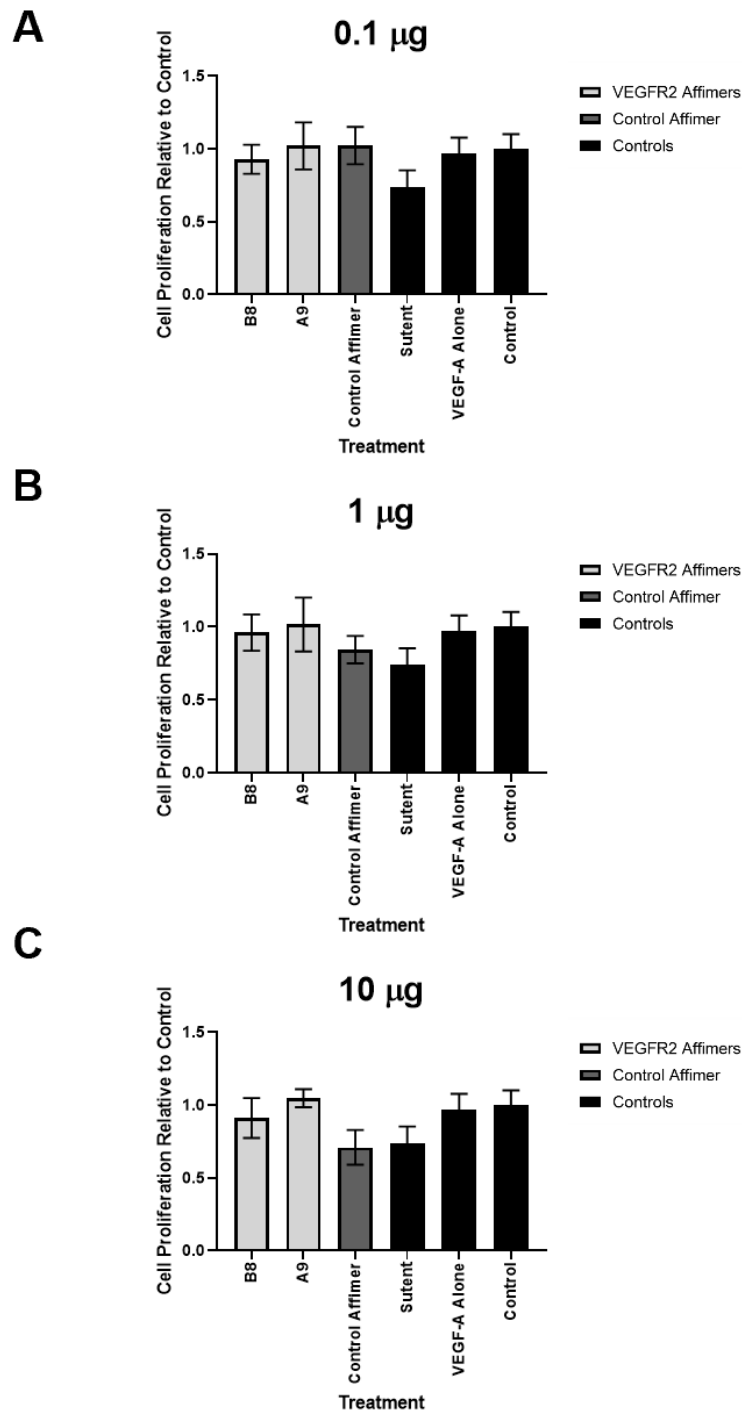 A
0.1 μg
Cell Proliferation Relative to Control
1.5
1.0
0.5
0.0
B8
A9
Control Affimer
Sutent
VEGF-A Alone
Control
Treatment
VEGFR2 Affimers
Control Affimer
Controls
B
1 μg
Cell Proliferation Relative to Control
1.5
1.0
0.5
0.0
B8
A9
Control Affimer
Sutent
VEGF-A Alone
Control
Treatment
VEGFR2 Affimers
Control Affimer
Controls
C
10 μg
Cell Proliferation Relative to Control
1.5
1.0
0.5
0.0
B8
A9
Control Affimer
Sutent
VEGF-A Alone
Control
Treatment
VEGFR2 Affimers
Control Affimer
Controls